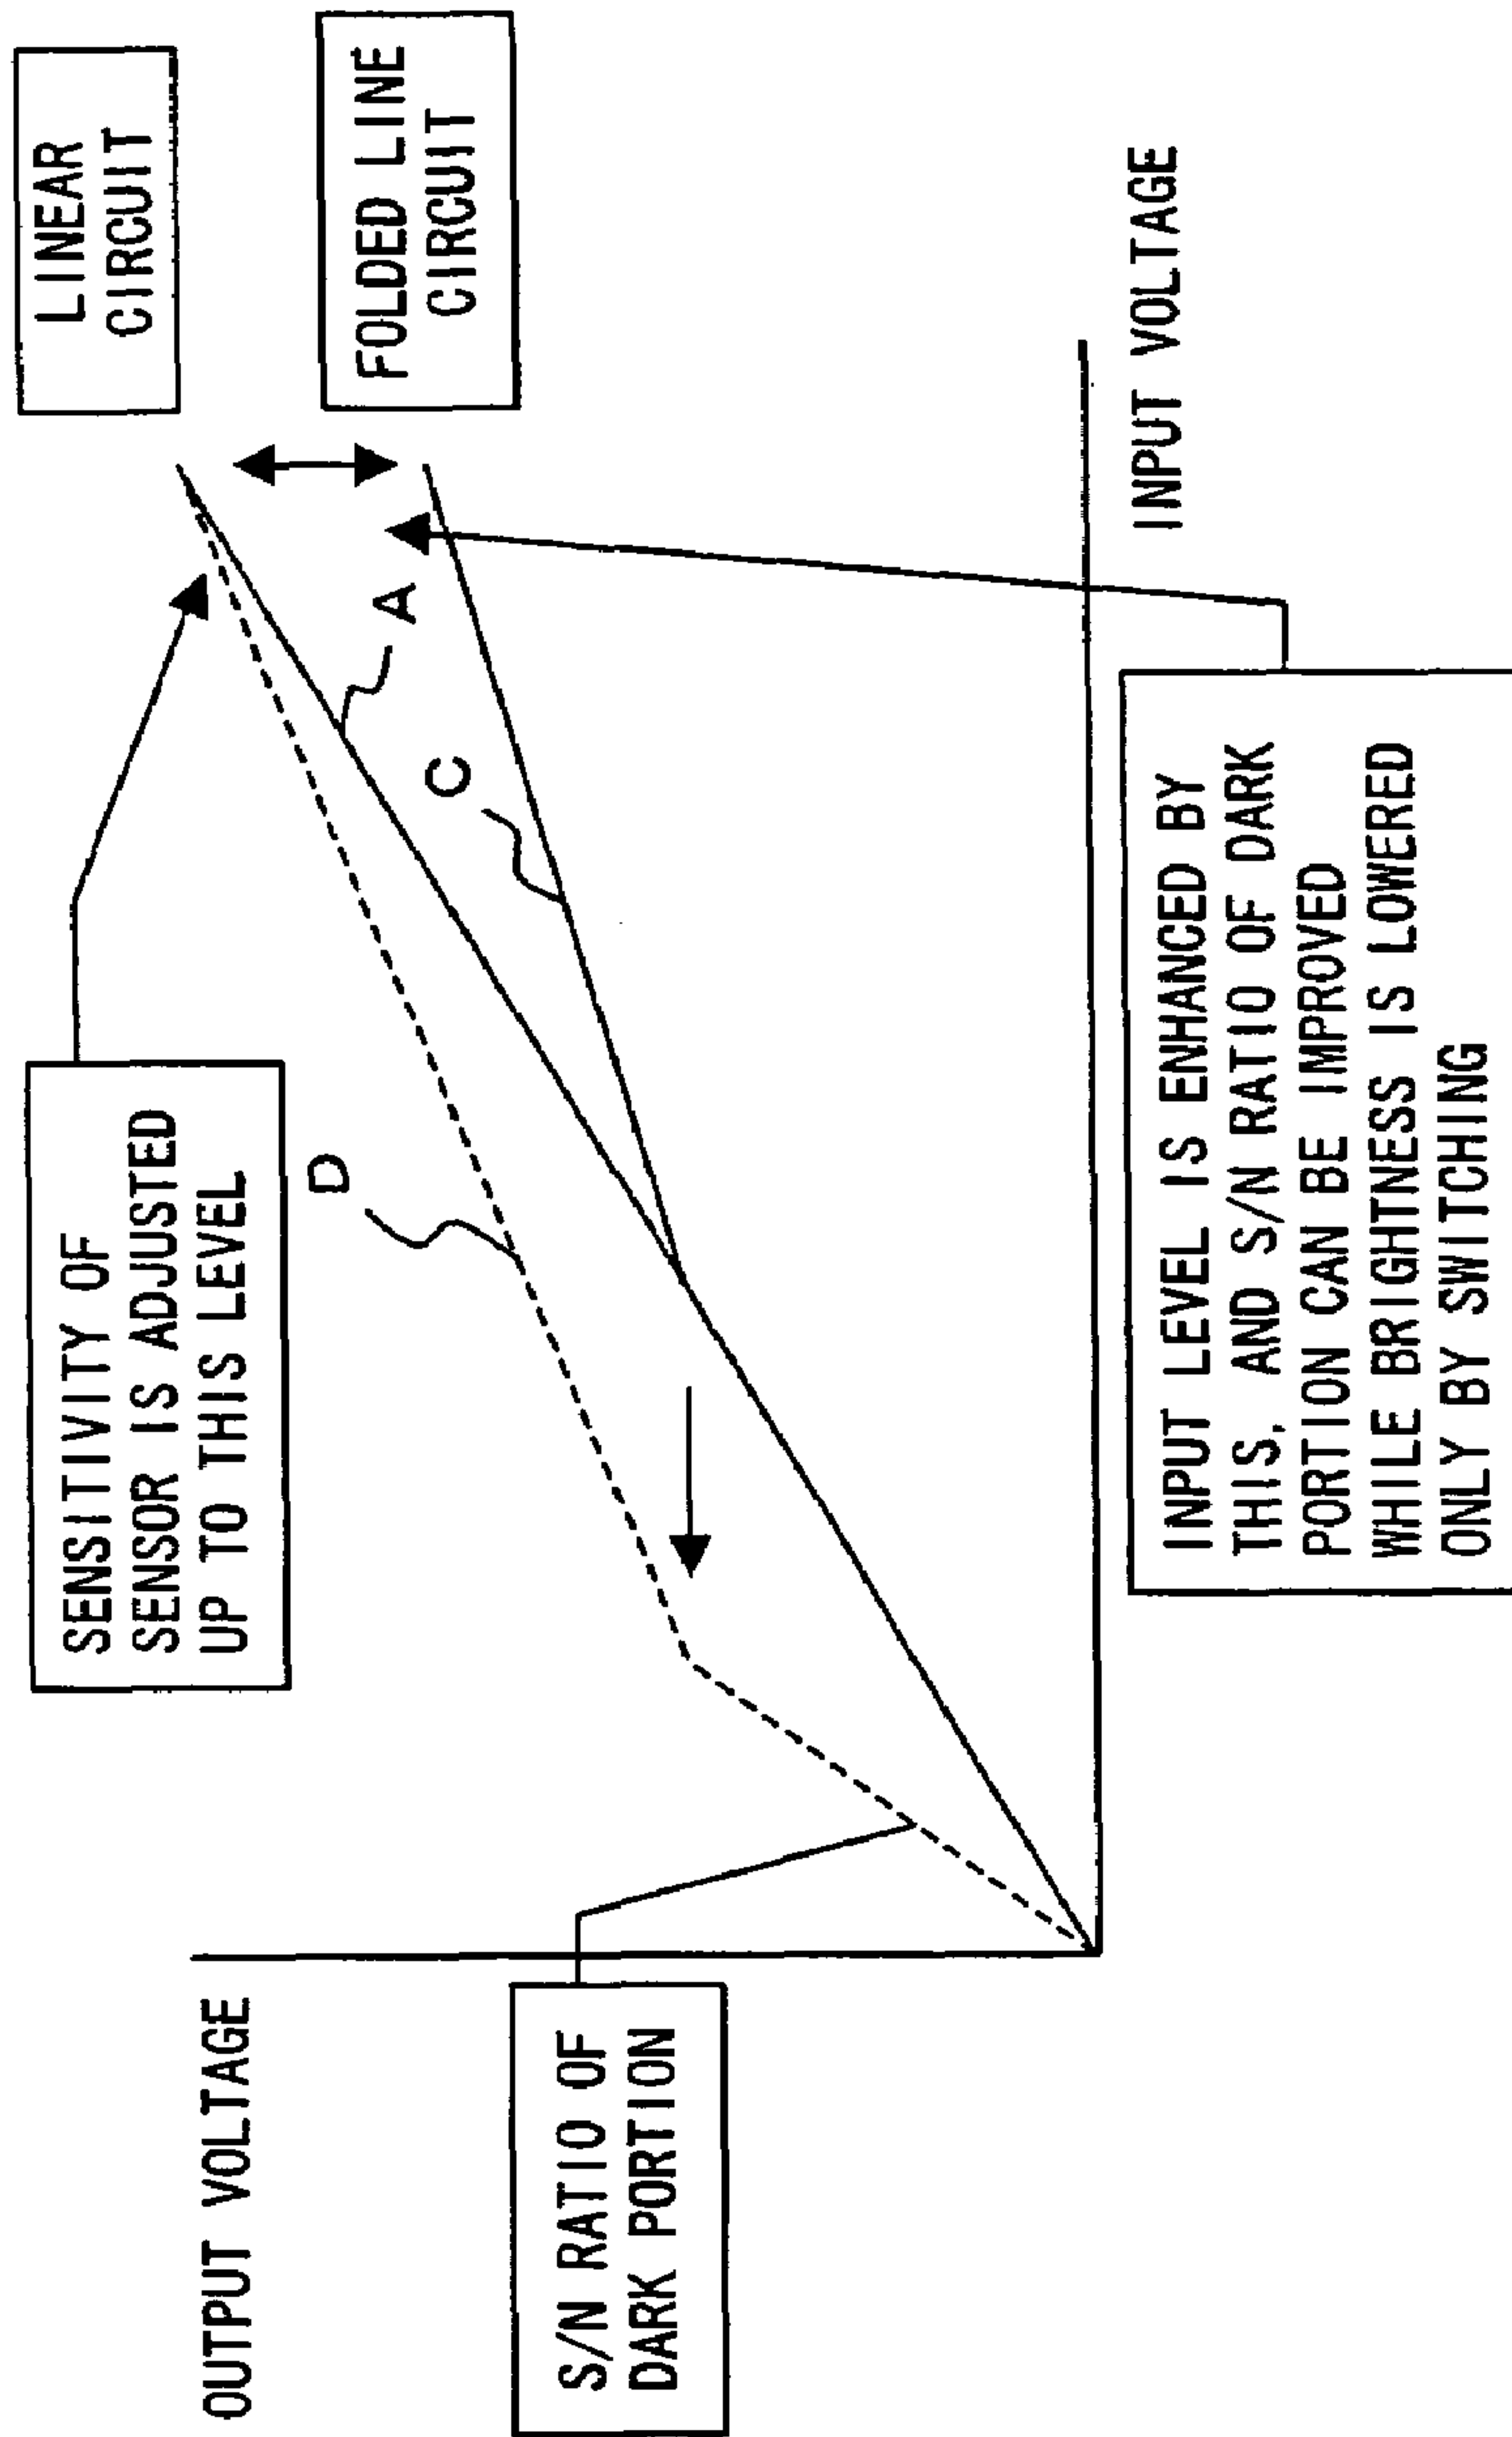 OUTPUT VOLTAGE
SENSITIVITY OF
SENSOR IS ADJUSTED
UP TO THIS LEVEL
LINEAR
CIRCUIT
FOLDED LINE
CIRCUIT
D
A
C
S/N RATIO OF
DARK PORTION
INPUT VOLTAGE
INPUT LEVEL IS ENHANCED BY
THIS, AND S/N RATIO OF DARK
PORTION CAN BE IMPROVED
WHILE BRIGHTNESS IS LOWERED
ONLY BY SWITCHING